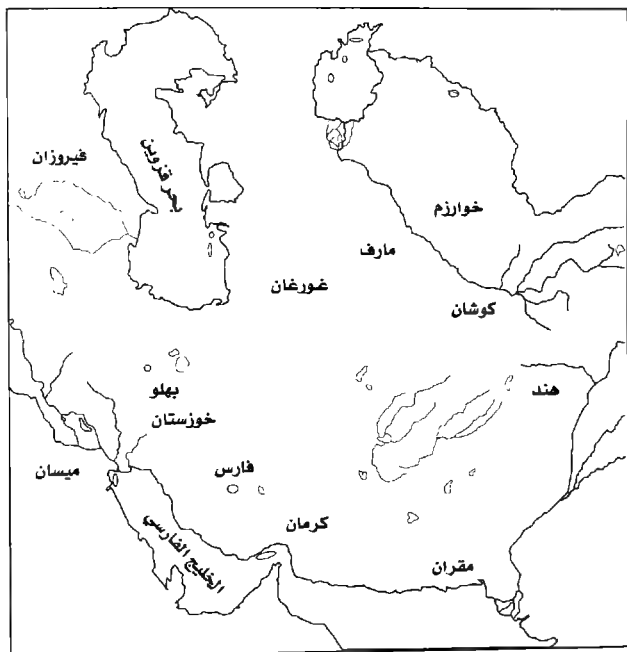 فيروزان
بحر قزوين
خوارزم
مارف
غورغان
كوشان
بهلو
هند
خوزستان
ميسان
فارس
كرمان
الخليج الفارسي
مقران